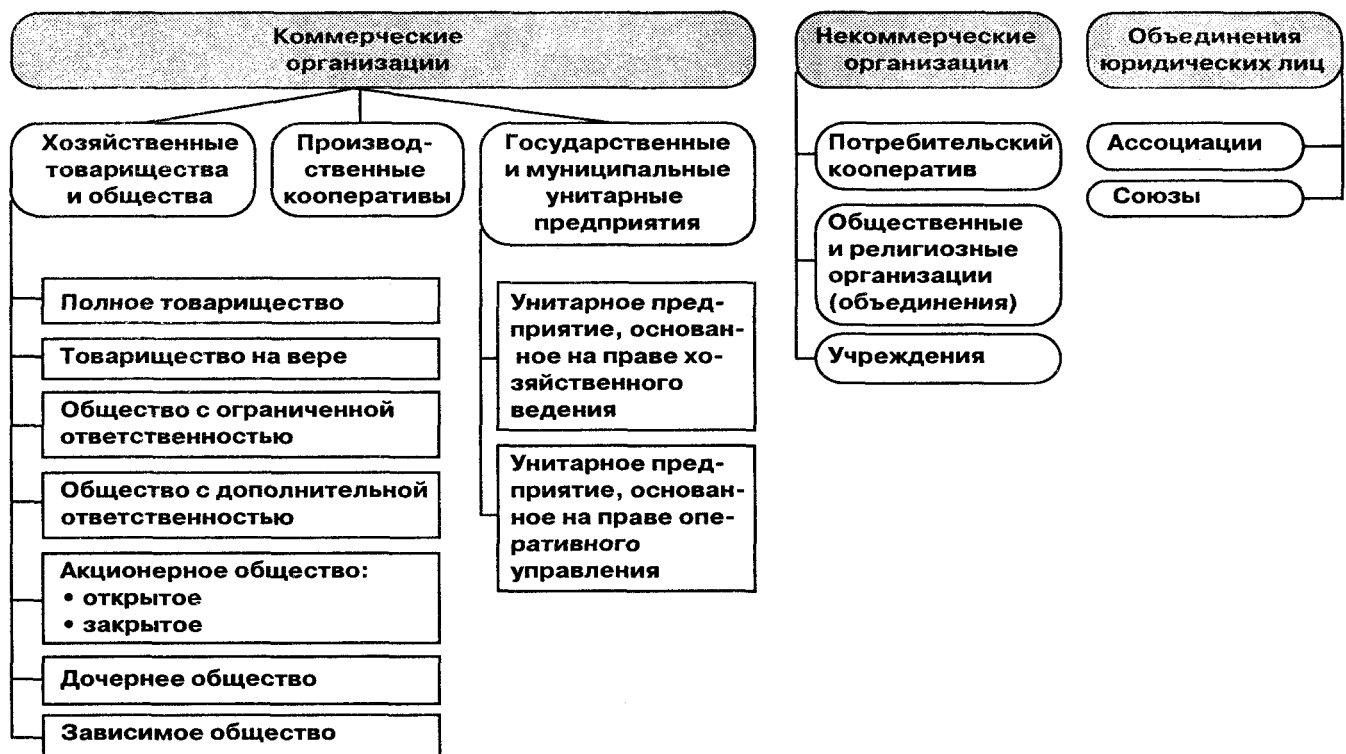 Коммерческие
организации
Некоммерческие
организации
Объединения
юридических лиц
Хозяйственные
товарищества
и общества
Производ-
ственные
кооперативы
Государственные
и муниципальные
унитарные
предприятия
Полное товарищество
Товарищество на вере
Общество с ограниченной
ответственностью
Общество с дополнительной
ответственностью
Акционерное общество:
• открытое
• закрытое
Дочернее общество
Зависимое общество
Унитарное пред-
приятие, основан-
ное на праве хо-
зяйственного
ведения
Унитарное пред-
приятие, основан-
ное на праве опе-
ративного
управления
Потребительский
кооператив
Общественные
и религиозные
организации
(объединения)
Учреждения
Ассоциации
Союзы